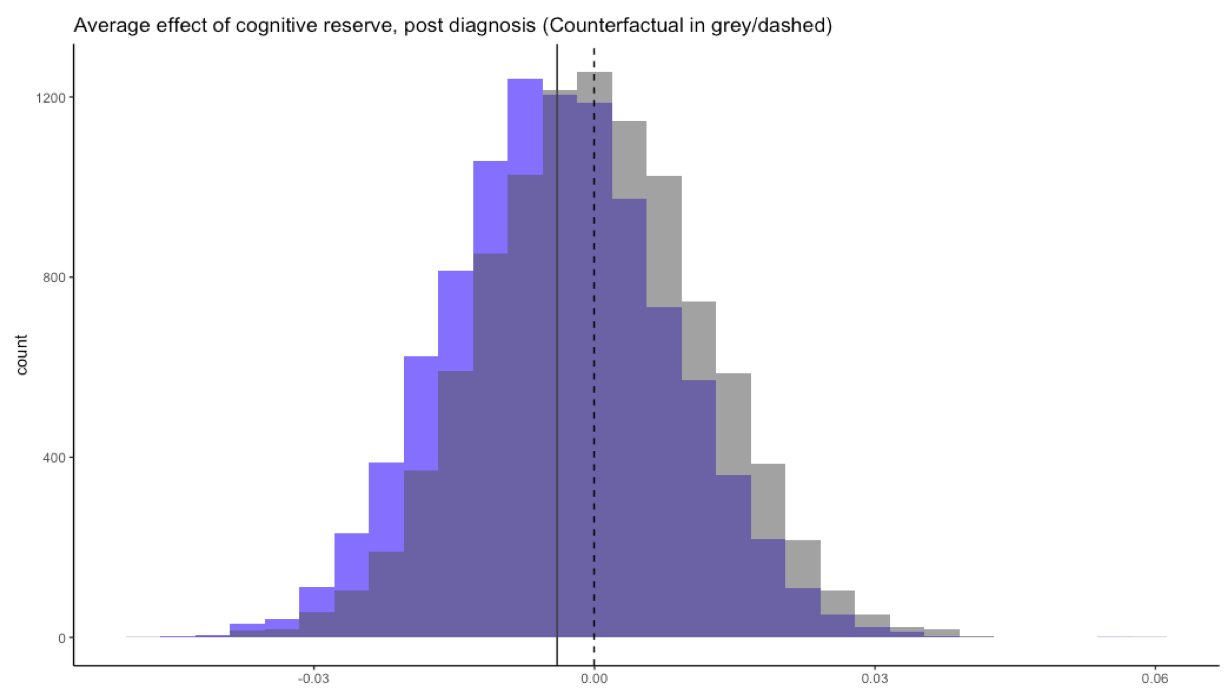 Average effect of cognitive reserve, post diagnosis (Counterfactual in grey/dashed)
1200
800
count
400
0
-0.03 0.00 0.03 0.06